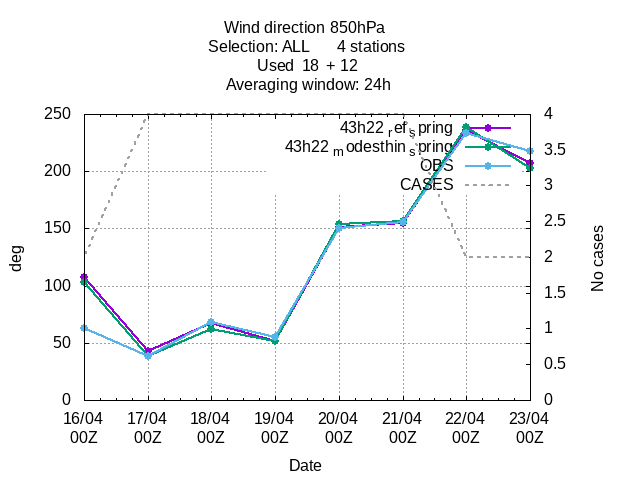 Wind direction 850hPa
Selection: ALL 4 stations
Used 18 + 12
Averaging window: 24h
43h22 ref spring
43h22 modesthin spring
OBS
CASES
250
200
150
100
50
0
4
3.5
3
2.5
2
1.5
1
0.5
0
deg
No cases
16/04 17/04 18/04 19/04 20/04 21/04 22/04 23/04
00Z 00Z 00Z 00Z 00Z 00Z 00Z 00Z
Date